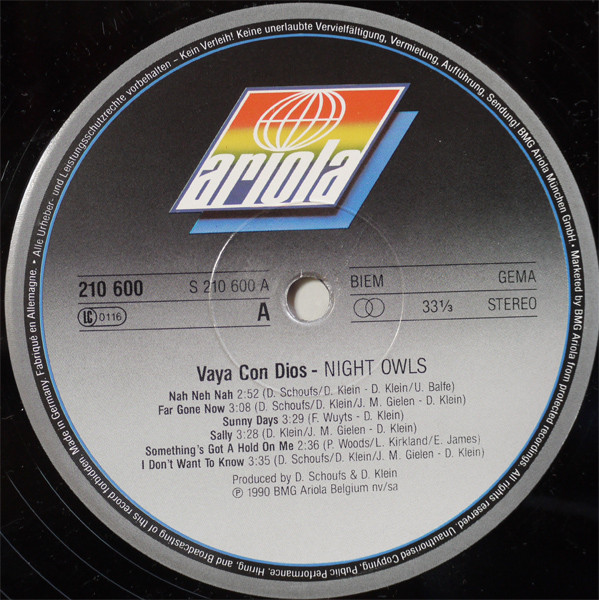 • Alle Urheber- und Leistungsschutzrechte vorbehalten – Kein Verleih! Keine unerlaubte Vervielfältigung, Vermietung, Aufführung, Sendung! BMG Ariola München GmbH • Marketed by BMG Ariola from protected recordings. Unauthorised Copying, Public Performance, Hiring, and Broadcasting of this record forbidden. Made in Germany. Fabriqué en Allemagne.
ariola
210 600 S 210 600 A BIEM GEMA
LC 0116 A 33⅓ STEREO
Vaya Con Dios - NIGHT OWLS
Nah Neh Nah 2:52 (D. Schoufs/D. Klein - D. Klein/U. Balfe)
Far Gone Now 3:08 (D. Schoufs/D. Klein/J. M. Gielen - D. Klein)
Sunny Days 3:29 (F. Wuyts - D. Klein)
Sally 3:28 (D. Klein/J. M. Gielen - D. Klein)
Something's Got A Hold On Me 2:36 (P. Woods/L. Kirkland/E. James)
I Don't Want To Know 3:35 (D. Schoufs/D. Klein/J. M. Gielen - D. Klein)
Produced by D. Schoufs & D. Klein
℗ 1990 BMG Ariola Belgium nv/sa